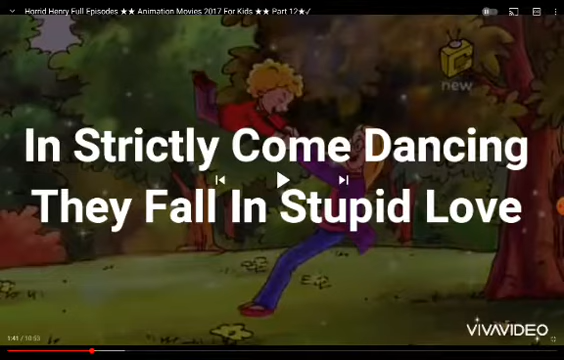 Horrid Henry Full Episodes ★★ Animation Movies 2017 For Kids ★★ Part 12★✓
new
In Strictly Come Dancing
They Fall In Stupid Love
VIVAVIDEO
1:41 / 10:53